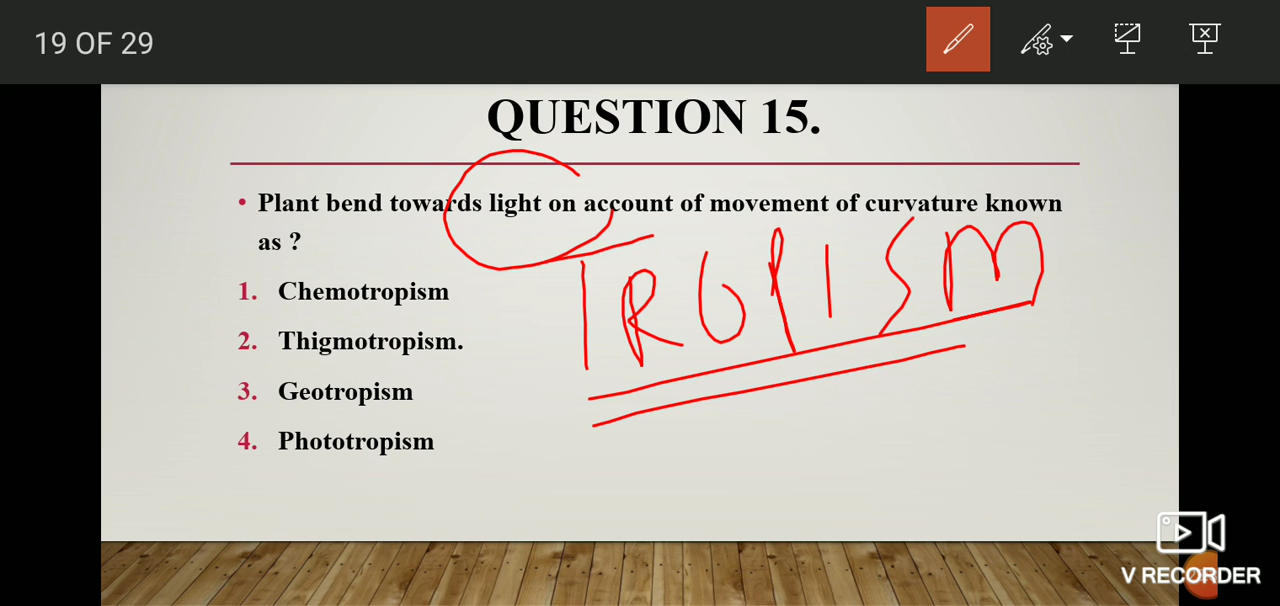 19 OF 29
QUESTION 15.
• Plant bend towards light on account of movement of curvature known
as ?
1. Chemotropism
2. Thigmotropism.
3. Geotropism
4. Phototropism
TROPISM
V RECORDER